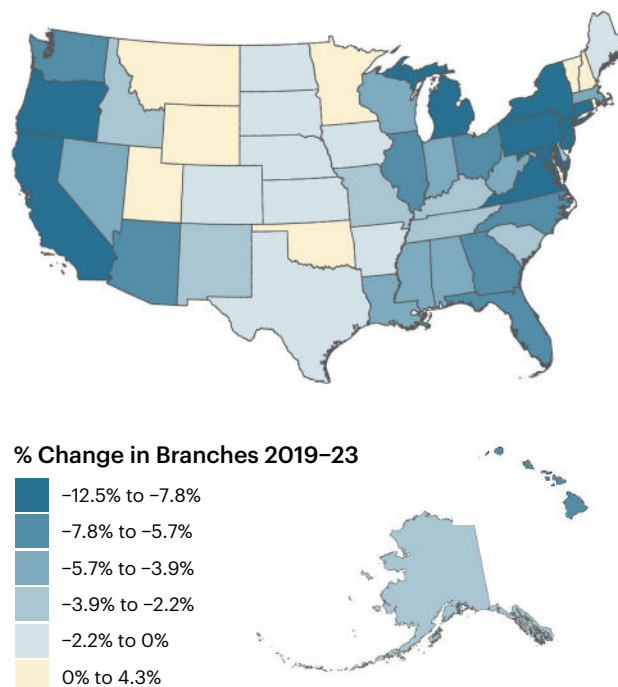 % Change in Branches 2019–23
−12.5% to −7.8%
−7.8% to −5.7%
−5.7% to −3.9%
−3.9% to −2.2%
−2.2% to 0%
0% to 4.3%